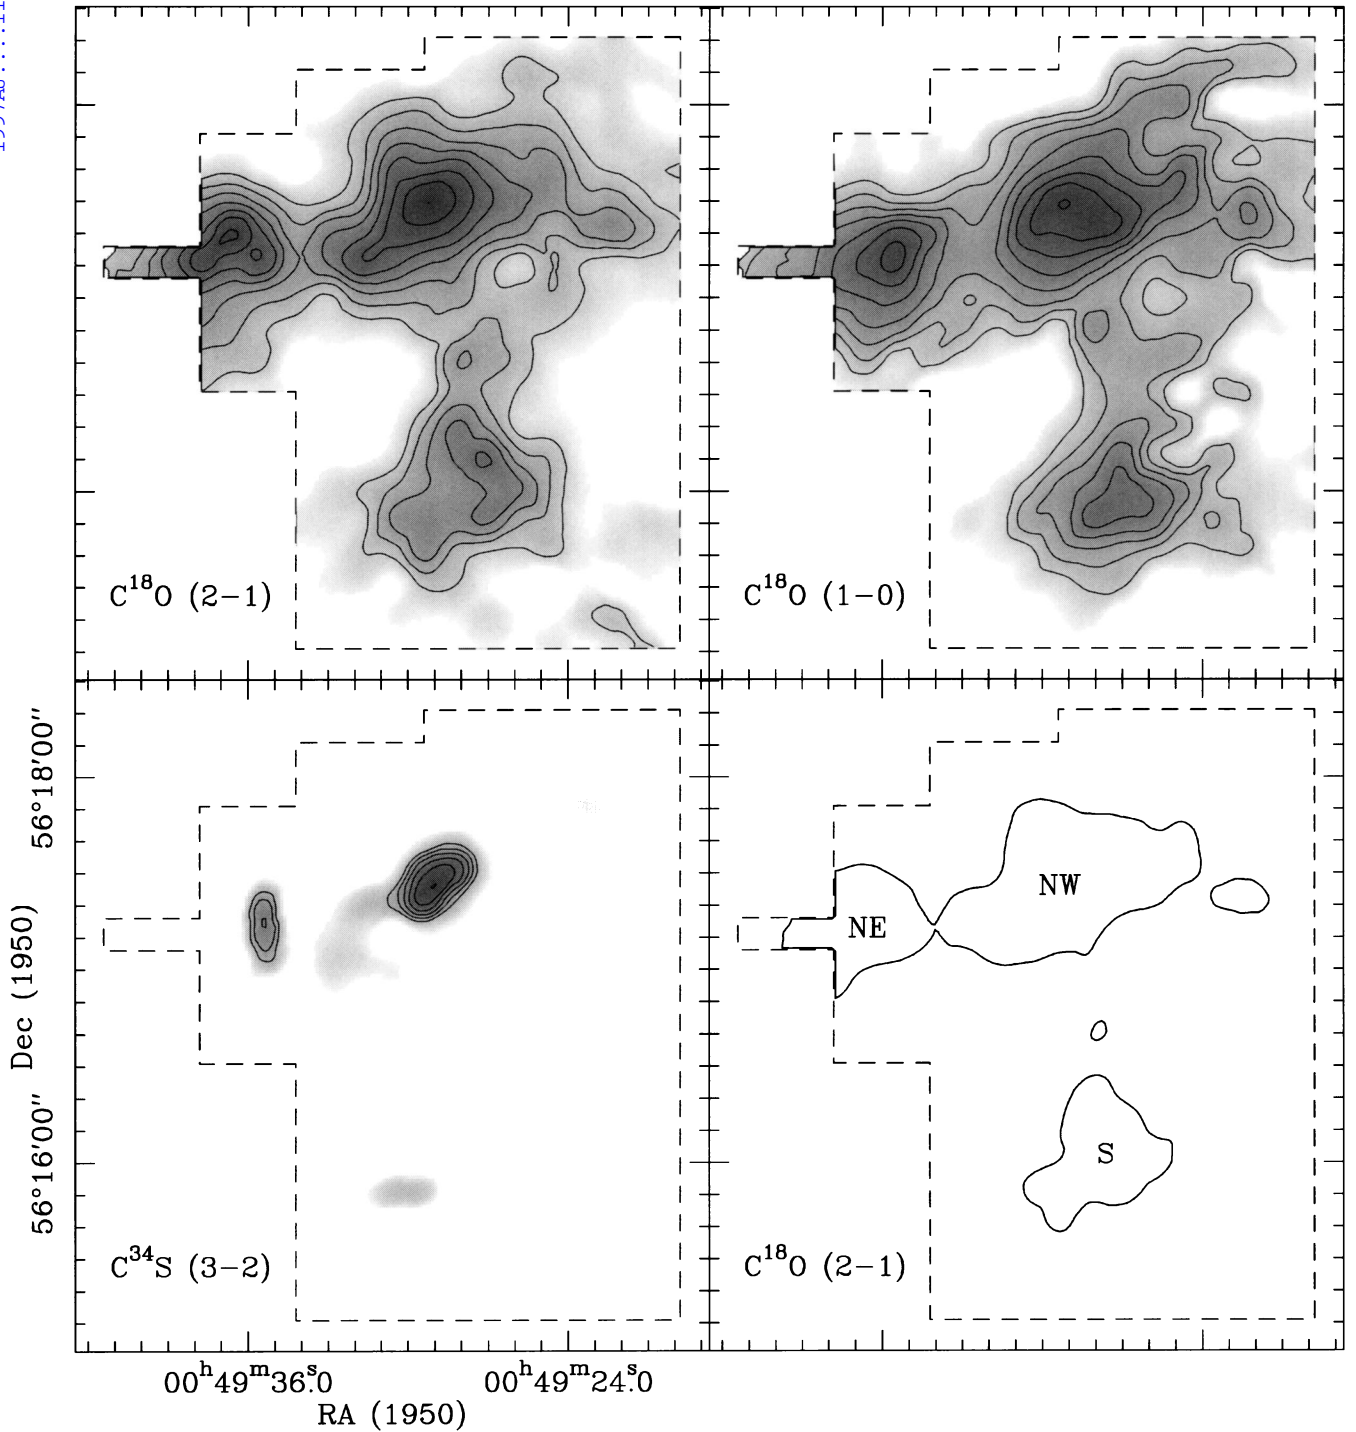 C18O (2−1)
C18O (1−0)
C34S (3−2)
NE
NW
S
C18O (2−1)
56°18'00"
56°16'00"
Dec (1950)
00h49m36s.0
00h49m24s.0
RA (1950)